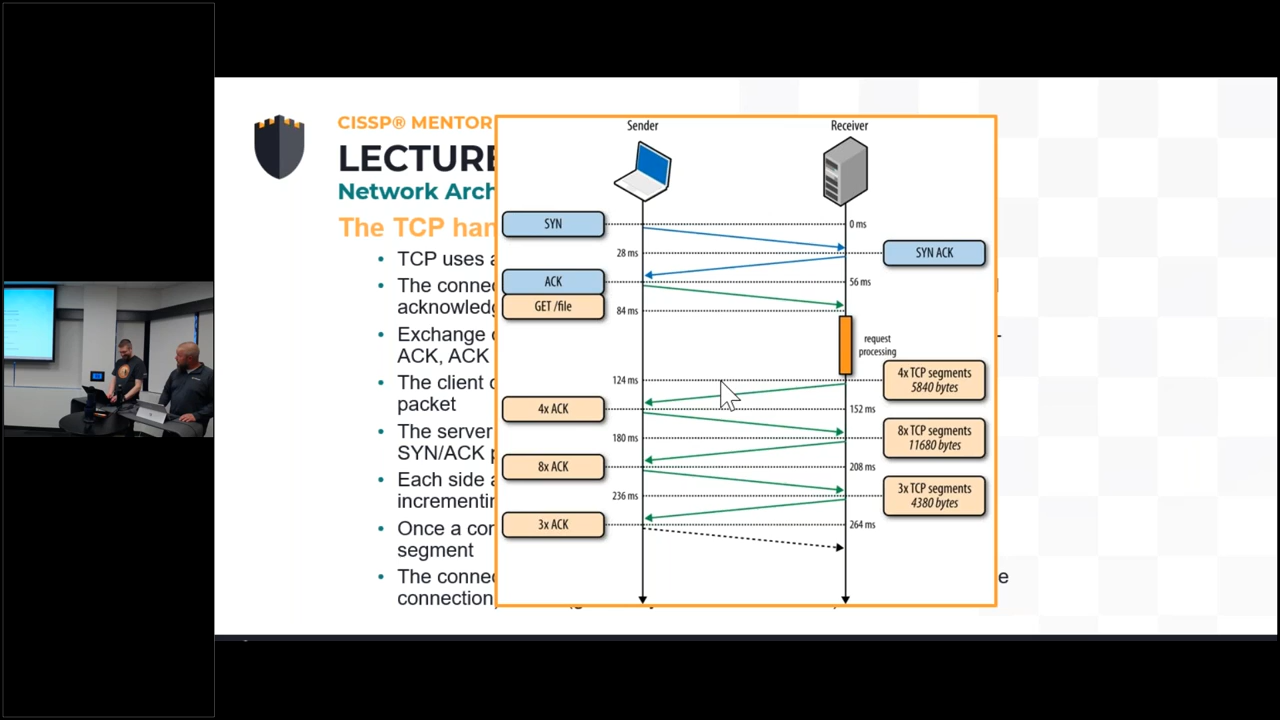 CISSP® MENTOR
LECTURE
Network Arch
The TCP han
TCP uses a
The connec
acknowledg
Exchange o
ACK, ACK
The client o
packet
The server
SYN/ACK p
Each side a
incrementin
Once a con
segment
The connec
connection
e
Sender
Receiver
SYN
0 ms
28 ms
SYN ACK
ACK
56 ms
GET /file
84 ms
request
processing
4x TCP segments
5840 bytes
124 ms
4x ACK
152 ms
8x TCP segments
11680 bytes
180 ms
8x ACK
208 ms
3x TCP segments
4380 bytes
236 ms
3x ACK
264 ms